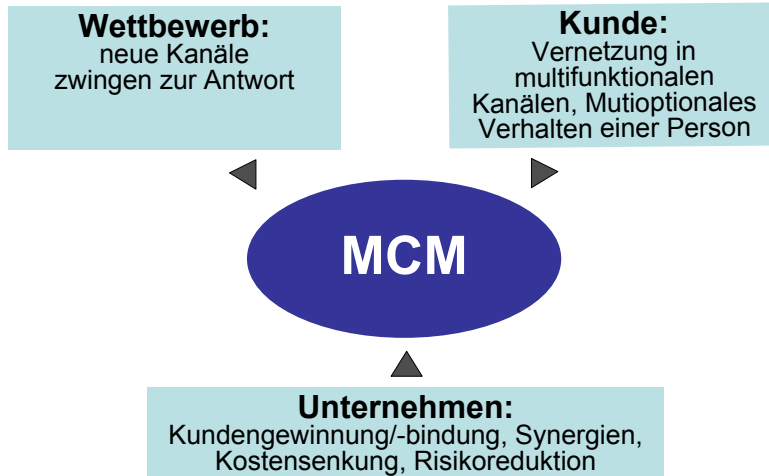 Wettbewerb:
neue Kanäle
zwingen zur Antwort
Kunde:
Vernetzung in
multifunktionalen
Kanälen, Mutioptionales
Verhalten einer Person
MCM
Unternehmen:
Kundengewinnung/-bindung, Synergien,
Kostensenkung, Risikoreduktion